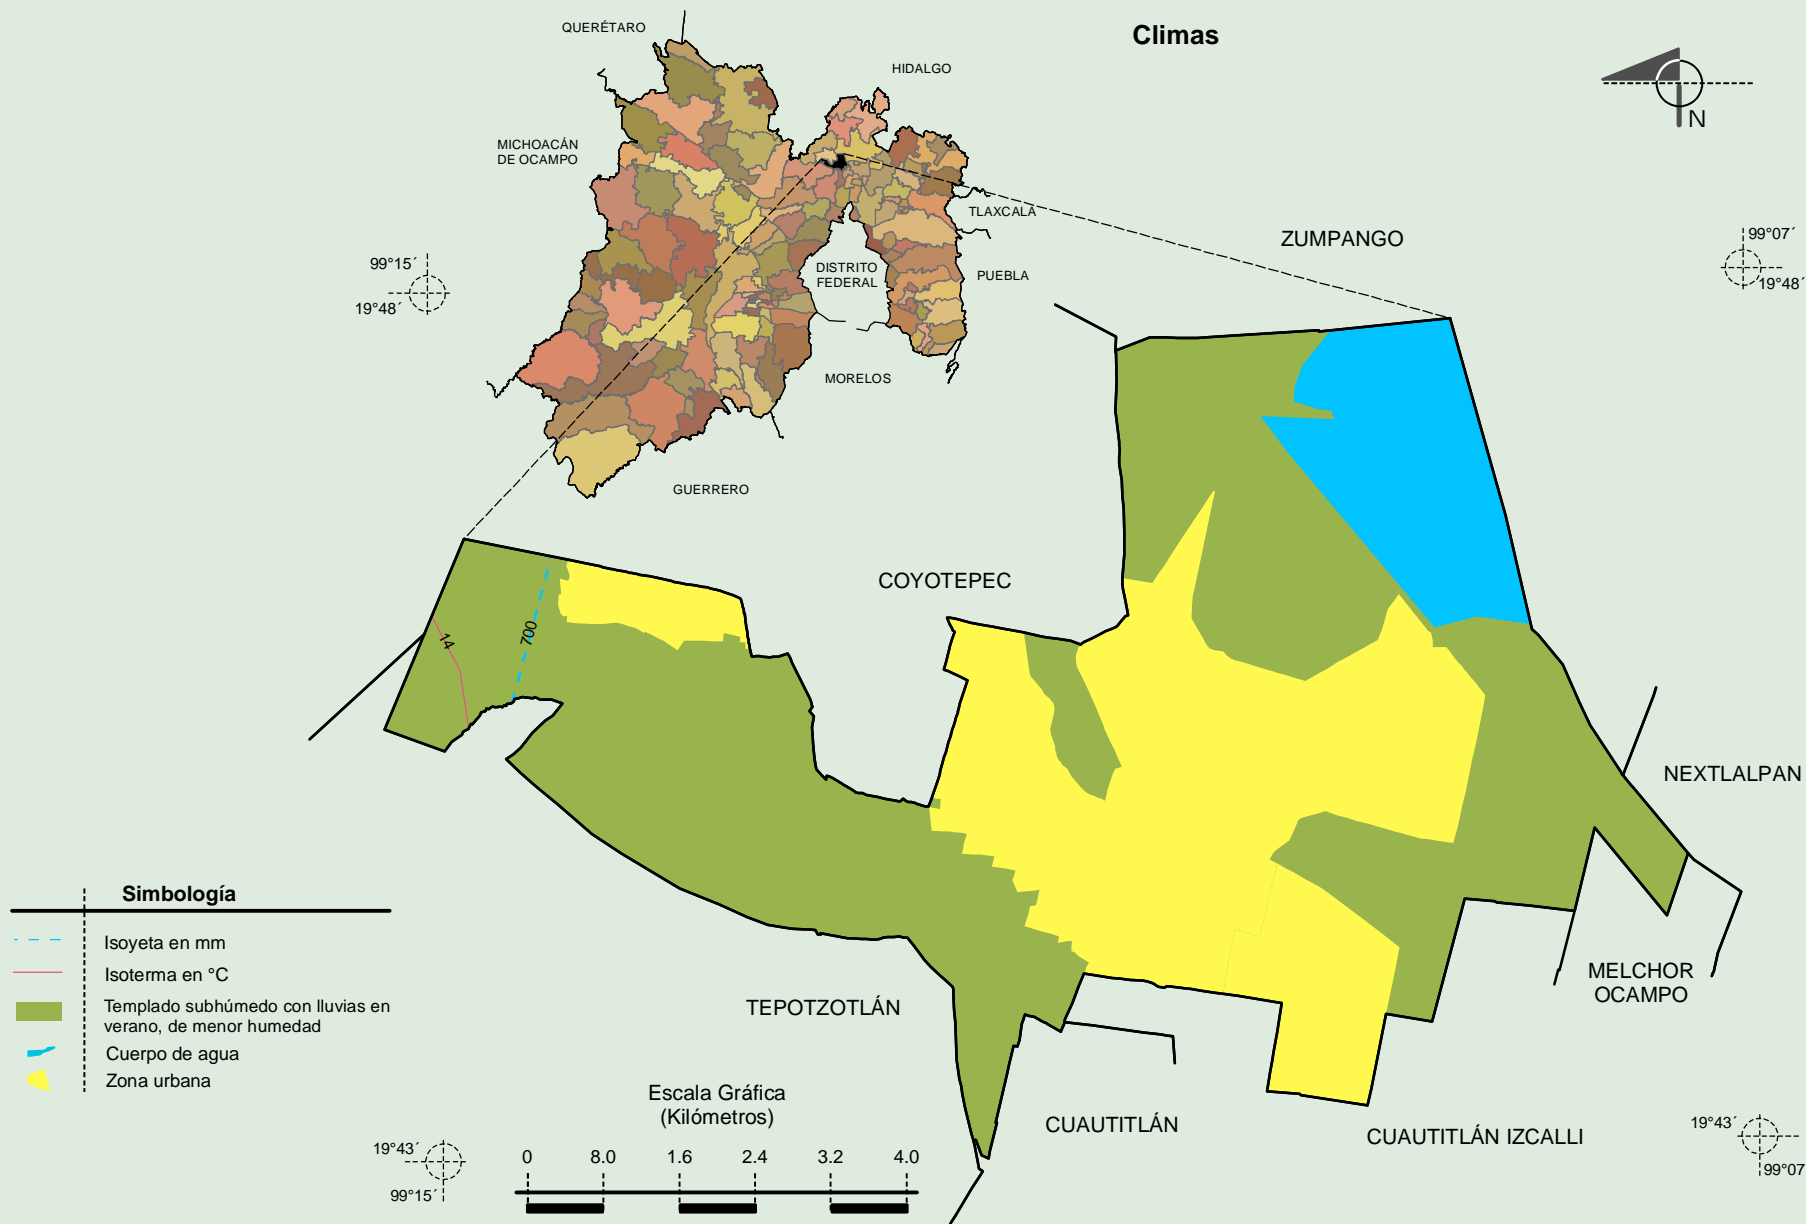 Climas
QUERÉTARO
HIDALGO
MICHOACÁN
DE OCAMPO
N
TLAXCALA
ZUMPANGO
99°07´
19°48´
99°15´
19°48´
DISTRITO
FEDERAL
PUEBLA
MORELOS
GUERRERO
COYOTEPEC
14
700
NEXTLALPAN
MELCHOR
OCAMPO
TEPOTZOTLÁN
CUAUTITLÁN
CUAUTITLÁN IZCALLI
Simbología
Isoyeta en mm
Isoterma en °C
Templado subhúmedo con lluvias en
verano, de menor humedad
Cuerpo de agua
Zona urbana
Escala Gráfica
(Kilómetros)
0 8.0 1.6 2.4 3.2 4.0
19°43´
99°15´
19°43´
99°07